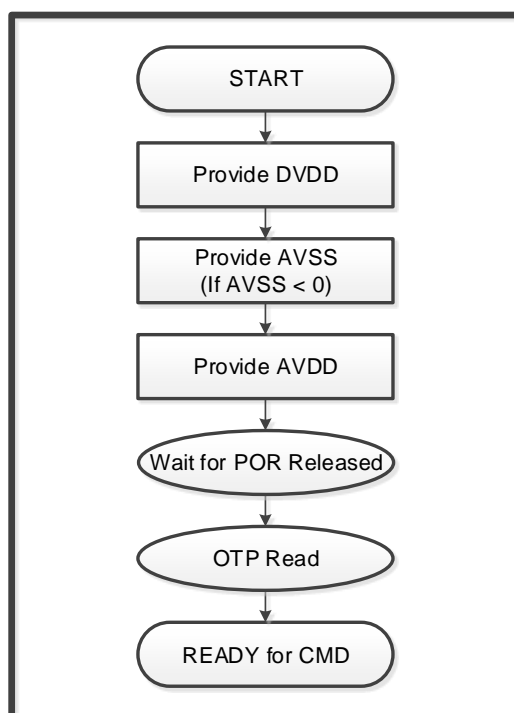 START
Provide DVDD
Provide AVSS
(If AVSS < 0)
Provide AVDD
Wait for POR Released
OTP Read
READY for CMD